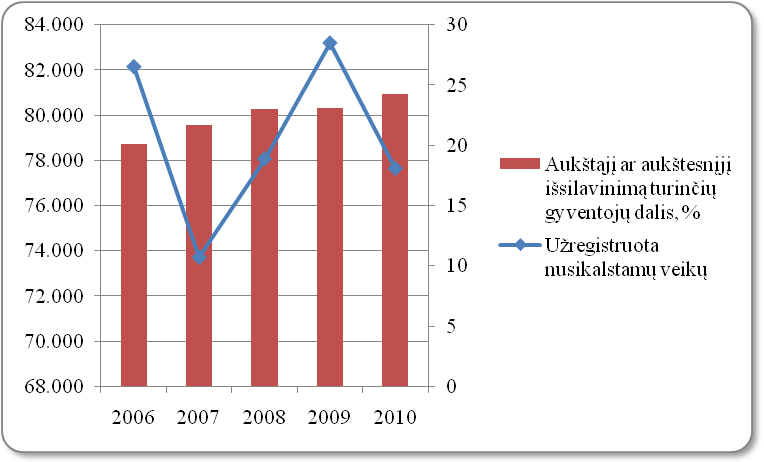 84.000
82.000
80.000
78.000
76.000
74.000
72.000
70.000
68.000
30
25
20
15
10
5
0
2006 2007 2008 2009 2010
Aukštąjį ar aukštesnįjį
išsilavinimą turinčių
gyventojų dalis, %
Užregistruota
nusikalstamų veikų